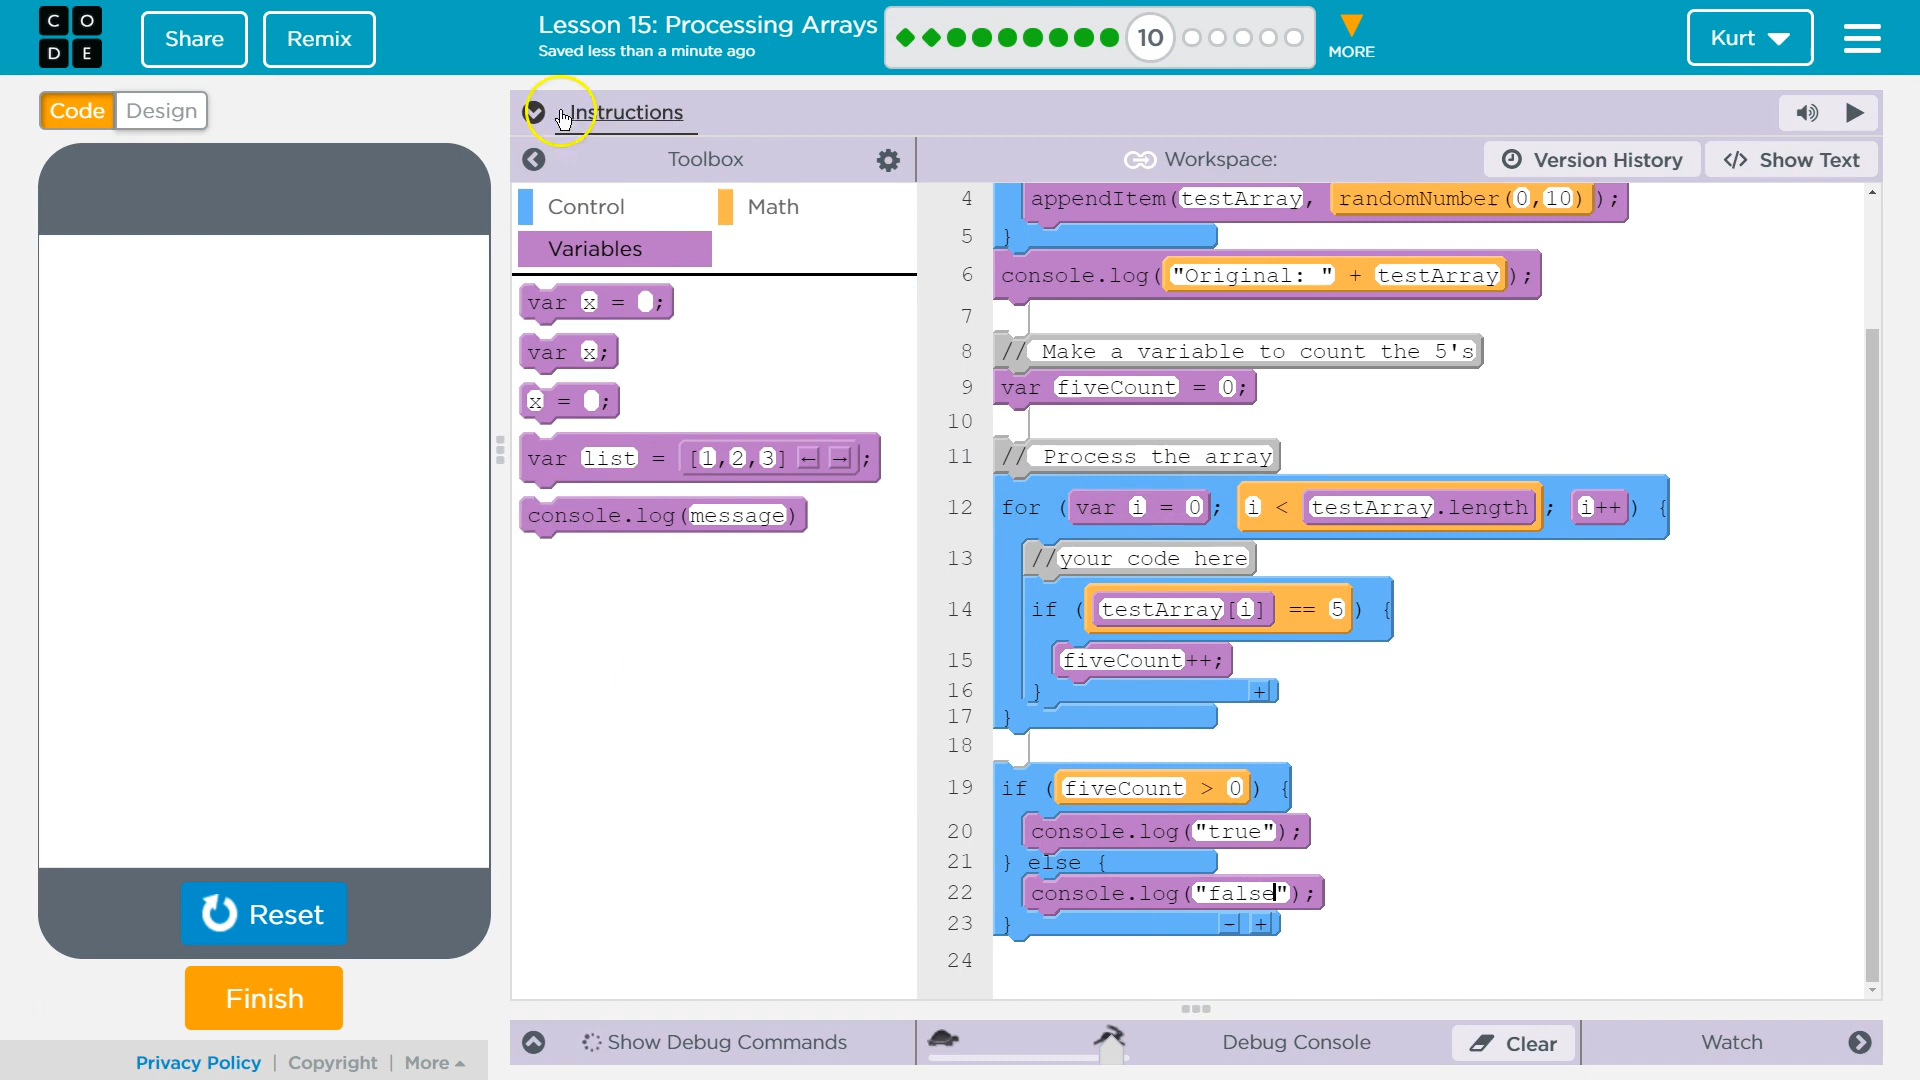 CODE
Share
Remix
Lesson 15: Processing Arrays
Saved less than a minute ago
10
MORE
Kurt
Code
Design
Instructions
Toolbox
Workspace:
Version History
</> Show Text
Control
Math
Variables
var x = ;
var x;
x = ;
var list = [1,2,3] ← → ;
console.log(message)
4 appendItem(testArray, randomNumber(0,10));
5 }
6 console.log("Original: " + testArray);
7
8 // Make a variable to count the 5's
9 var fiveCount = 0;
10
11 // Process the array
12 for (var i = 0; i < testArray.length; i++) {
13 //your code here
14 if (testArray[i] == 5) {
15 fiveCount++;
16 } +
17 }
18
19 if (fiveCount > 0) {
20 console.log("true");
21 } else {
22 console.log("false");
23 } - +
24
Reset
Finish
Privacy Policy | Copyright | More
Show Debug Commands
Debug Console
Clear
Watch